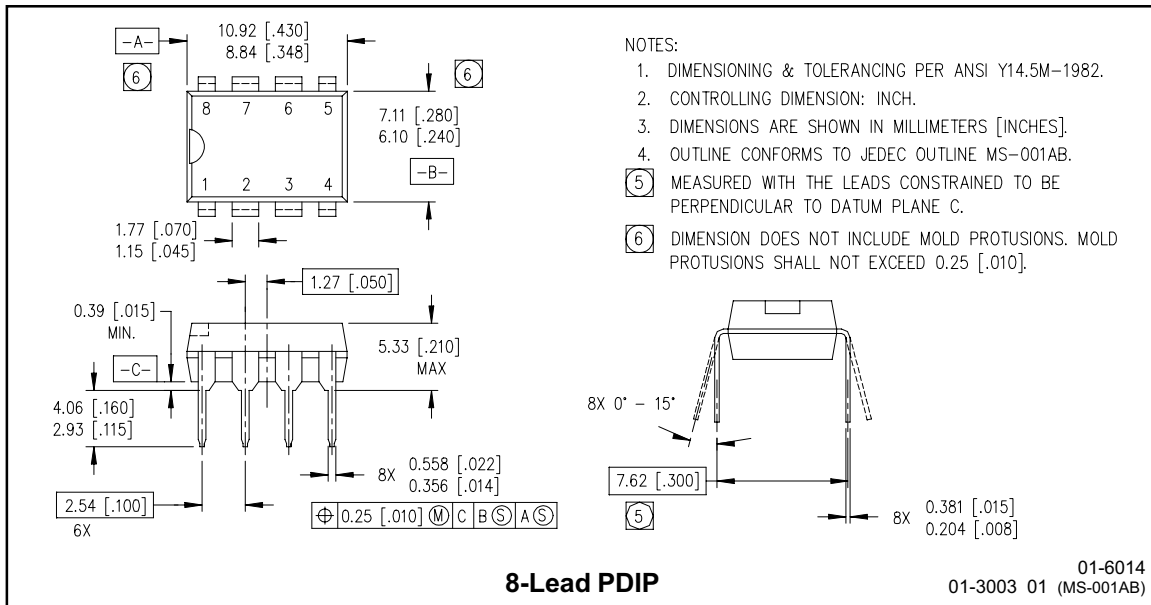 -A-
10.92 [.430]
8.84 [.348]
6
6
8 7 6 5
1 2 3 4
7.11 [.280]
6.10 [.240]
-B-
1.77 [.070]
1.15 [.045]
1.27 [.050]
0.39 [.015]
MIN.
-C-
5.33 [.210]
MAX
4.06 [.160]
2.93 [.115]
2.54 [.100]
6X
8X 0.558 [.022]
0.356 [.014]
⌖ 0.25 [.010] Ⓜ C B Ⓢ A Ⓢ
NOTES:
1. DIMENSIONING & TOLERANCING PER ANSI Y14.5M-1982.
2. CONTROLLING DIMENSION: INCH.
3. DIMENSIONS ARE SHOWN IN MILLIMETERS [INCHES].
4. OUTLINE CONFORMS TO JEDEC OUTLINE MS-001AB.
5 MEASURED WITH THE LEADS CONSTRAINED TO BE
PERPENDICULAR TO DATUM PLANE C.
6 DIMENSION DOES NOT INCLUDE MOLD PROTUSIONS. MOLD
PROTUSIONS SHALL NOT EXCEED 0.25 [.010].
8X 0° - 15°
7.62 [.300]
5
8X 0.381 [.015]
0.204 [.008]
8-Lead PDIP
01-6014
01-3003 01 (MS-001AB)